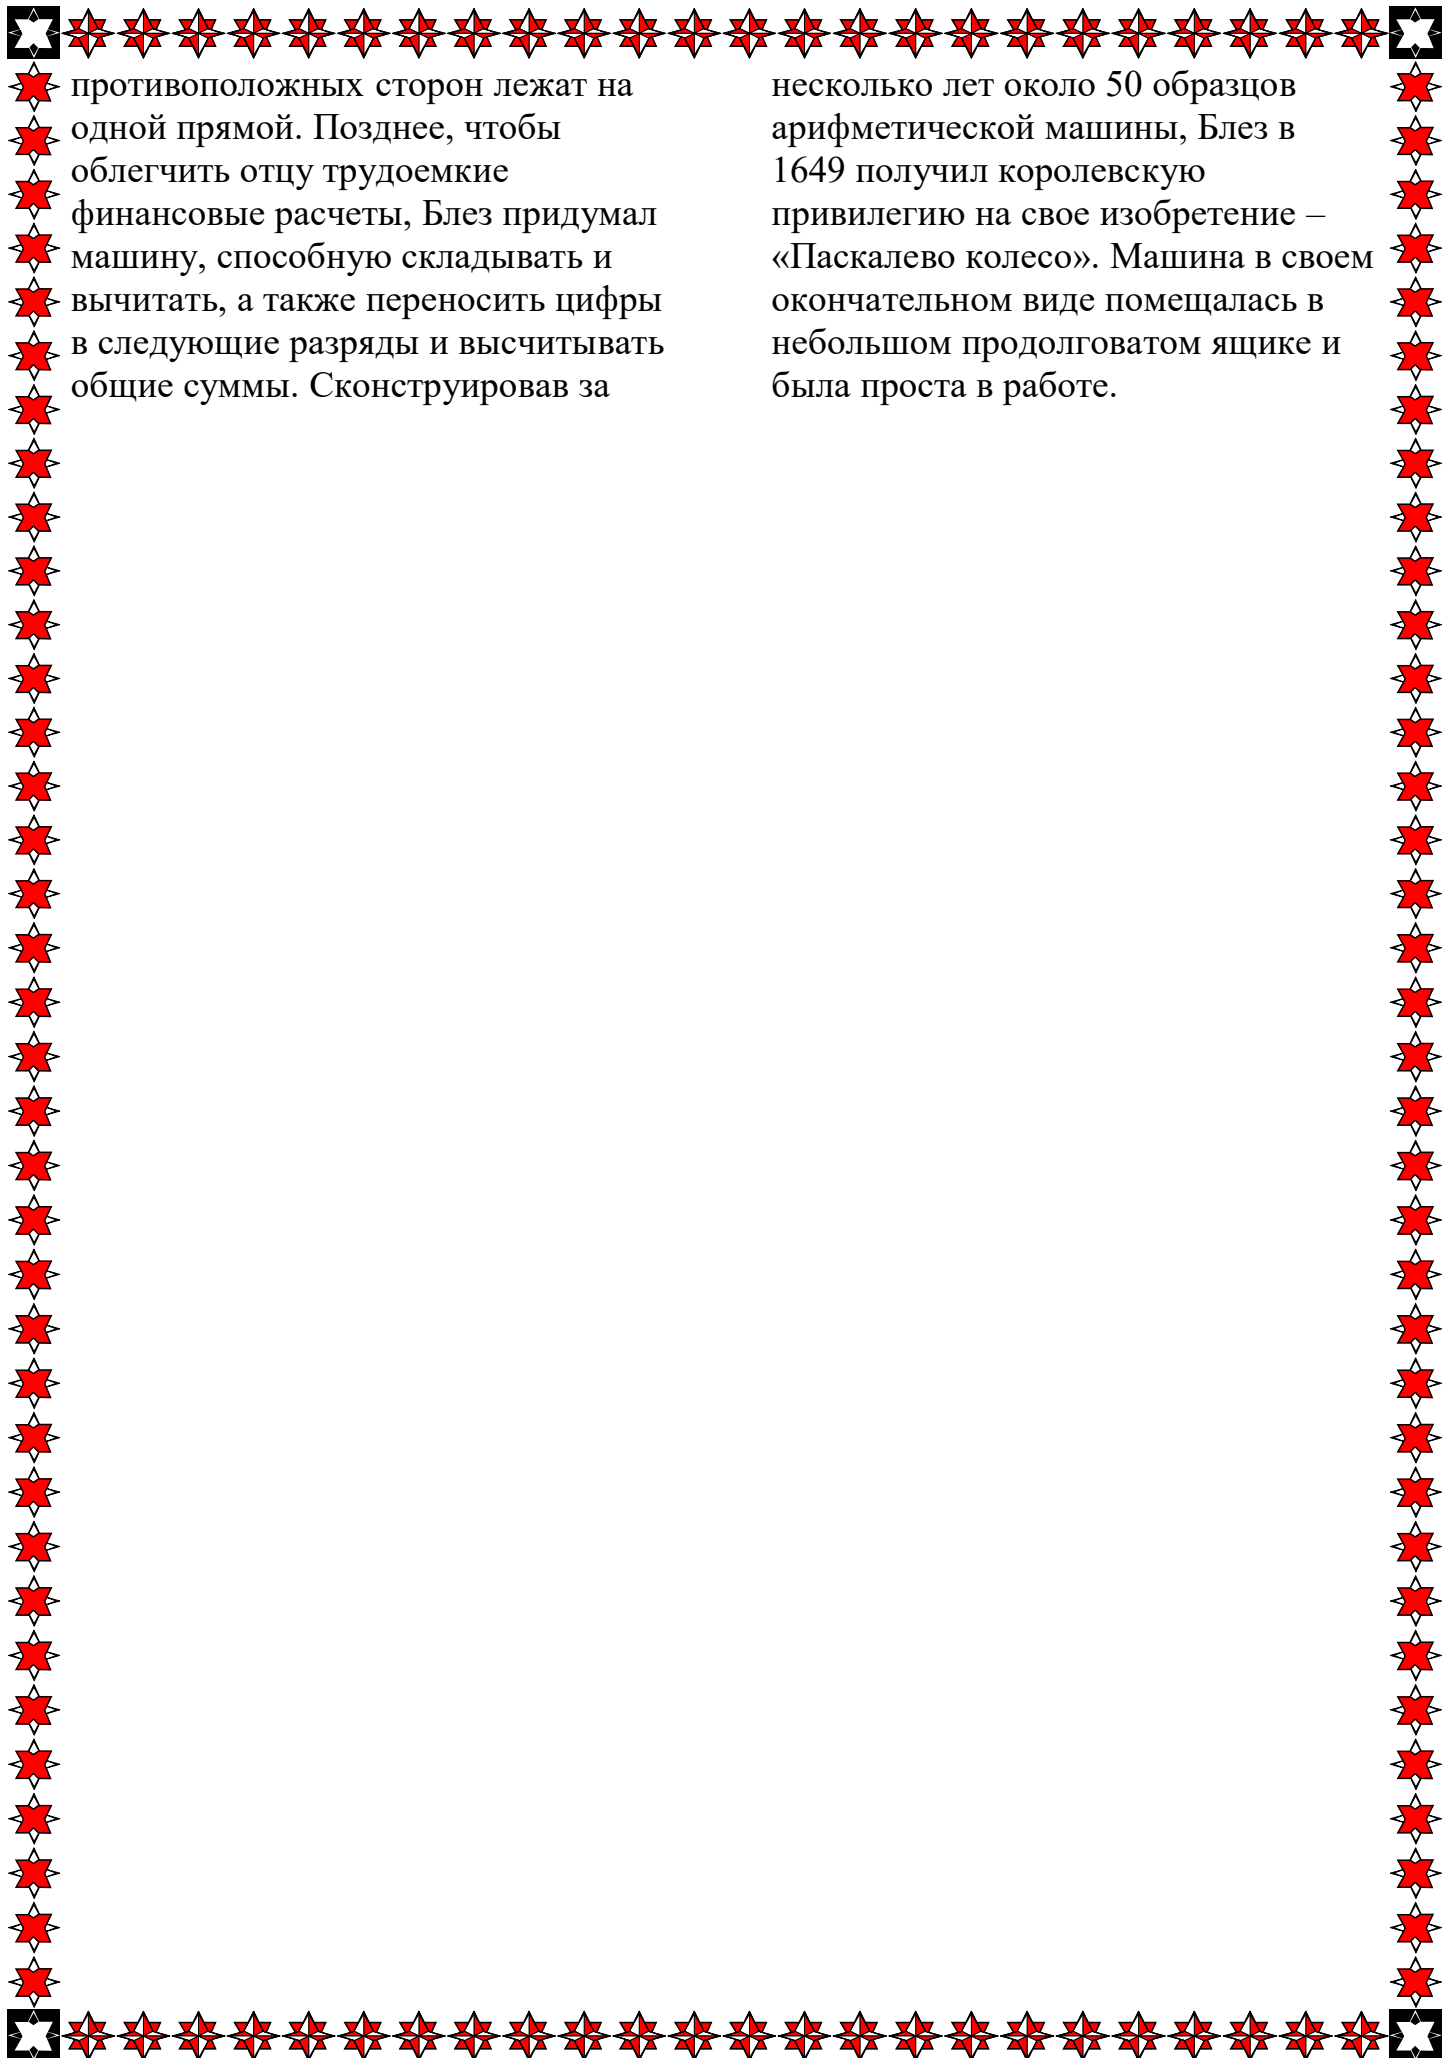 противоположных сторон лежат на
одной прямой. Позднее, чтобы
облегчить отцу трудоемкие
финансовые расчеты, Блез придумал
машину, способную складывать и
вычитать, а также переносить цифры
в следующие разряды и высчитывать
общие суммы. Сконструировав за
несколько лет около 50 образцов
арифметической машины, Блез в
1649 получил королевскую
привилегию на свое изобретение –
«Паскалево колесо». Машина в своем
окончательном виде помещалась в
небольшом продолговатом ящике и
была проста в работе.